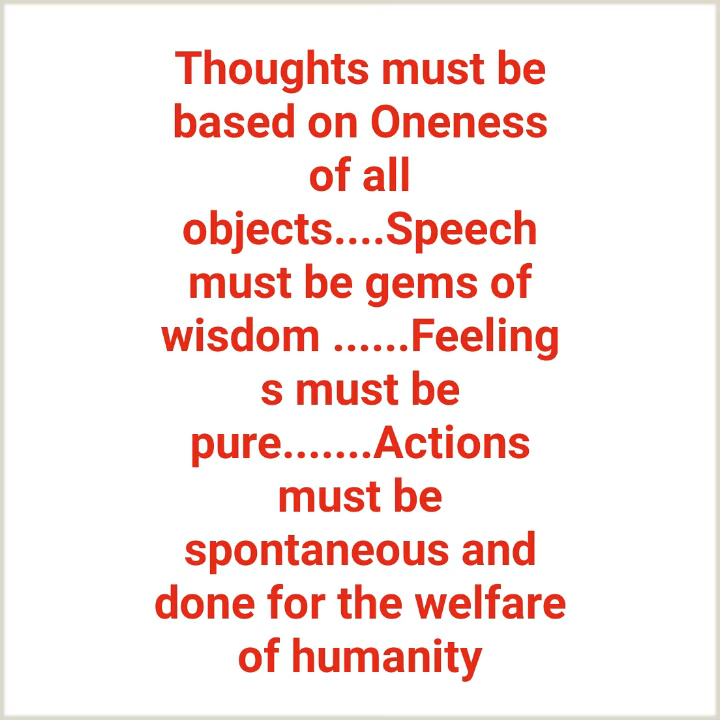 Thoughts must be
based on Oneness
of all
objects....Speech
must be gems of
wisdom ......Feeling
s must be
pure.......Actions
must be
spontaneous and
done for the welfare
of humanity